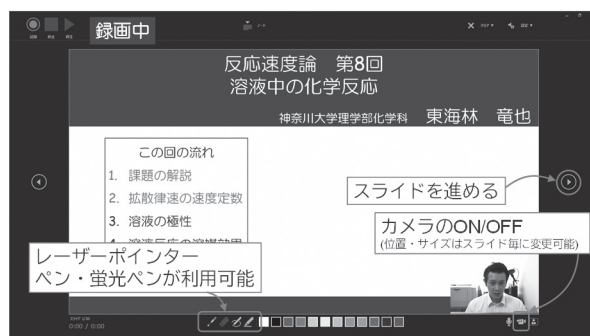 録画中
反応速度論 第8回
溶液中の化学反応
神奈川大学理学部化学科 東海林 竜也
この回の流れ
1. 課題の解説
2. 拡散律速の速度定数
3. 溶液の極性
スライドを進める
カメラのON/OFF
(位置・サイズはスライド毎に変更可能)
レーザーポインター
ペン・蛍光ペンが利用可能
0:00 / 0:00